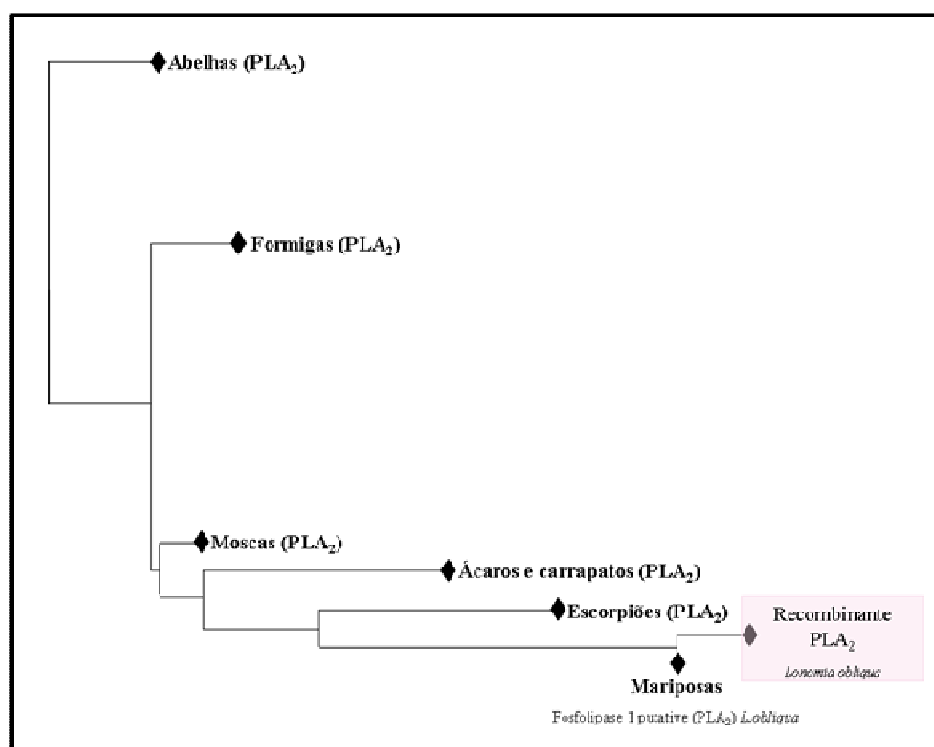 Abelhas (PLA₂)
Formigas (PLA₂)
Moscas (PLA₂)
Ácaros e carrapatos (PLA₂)
Escorpiões (PLA₂)
Recombinante
PLA₂
Lonomia obliqua
Mariposas
Fosfolipase 1 putative (PLA₂) L.obliqua